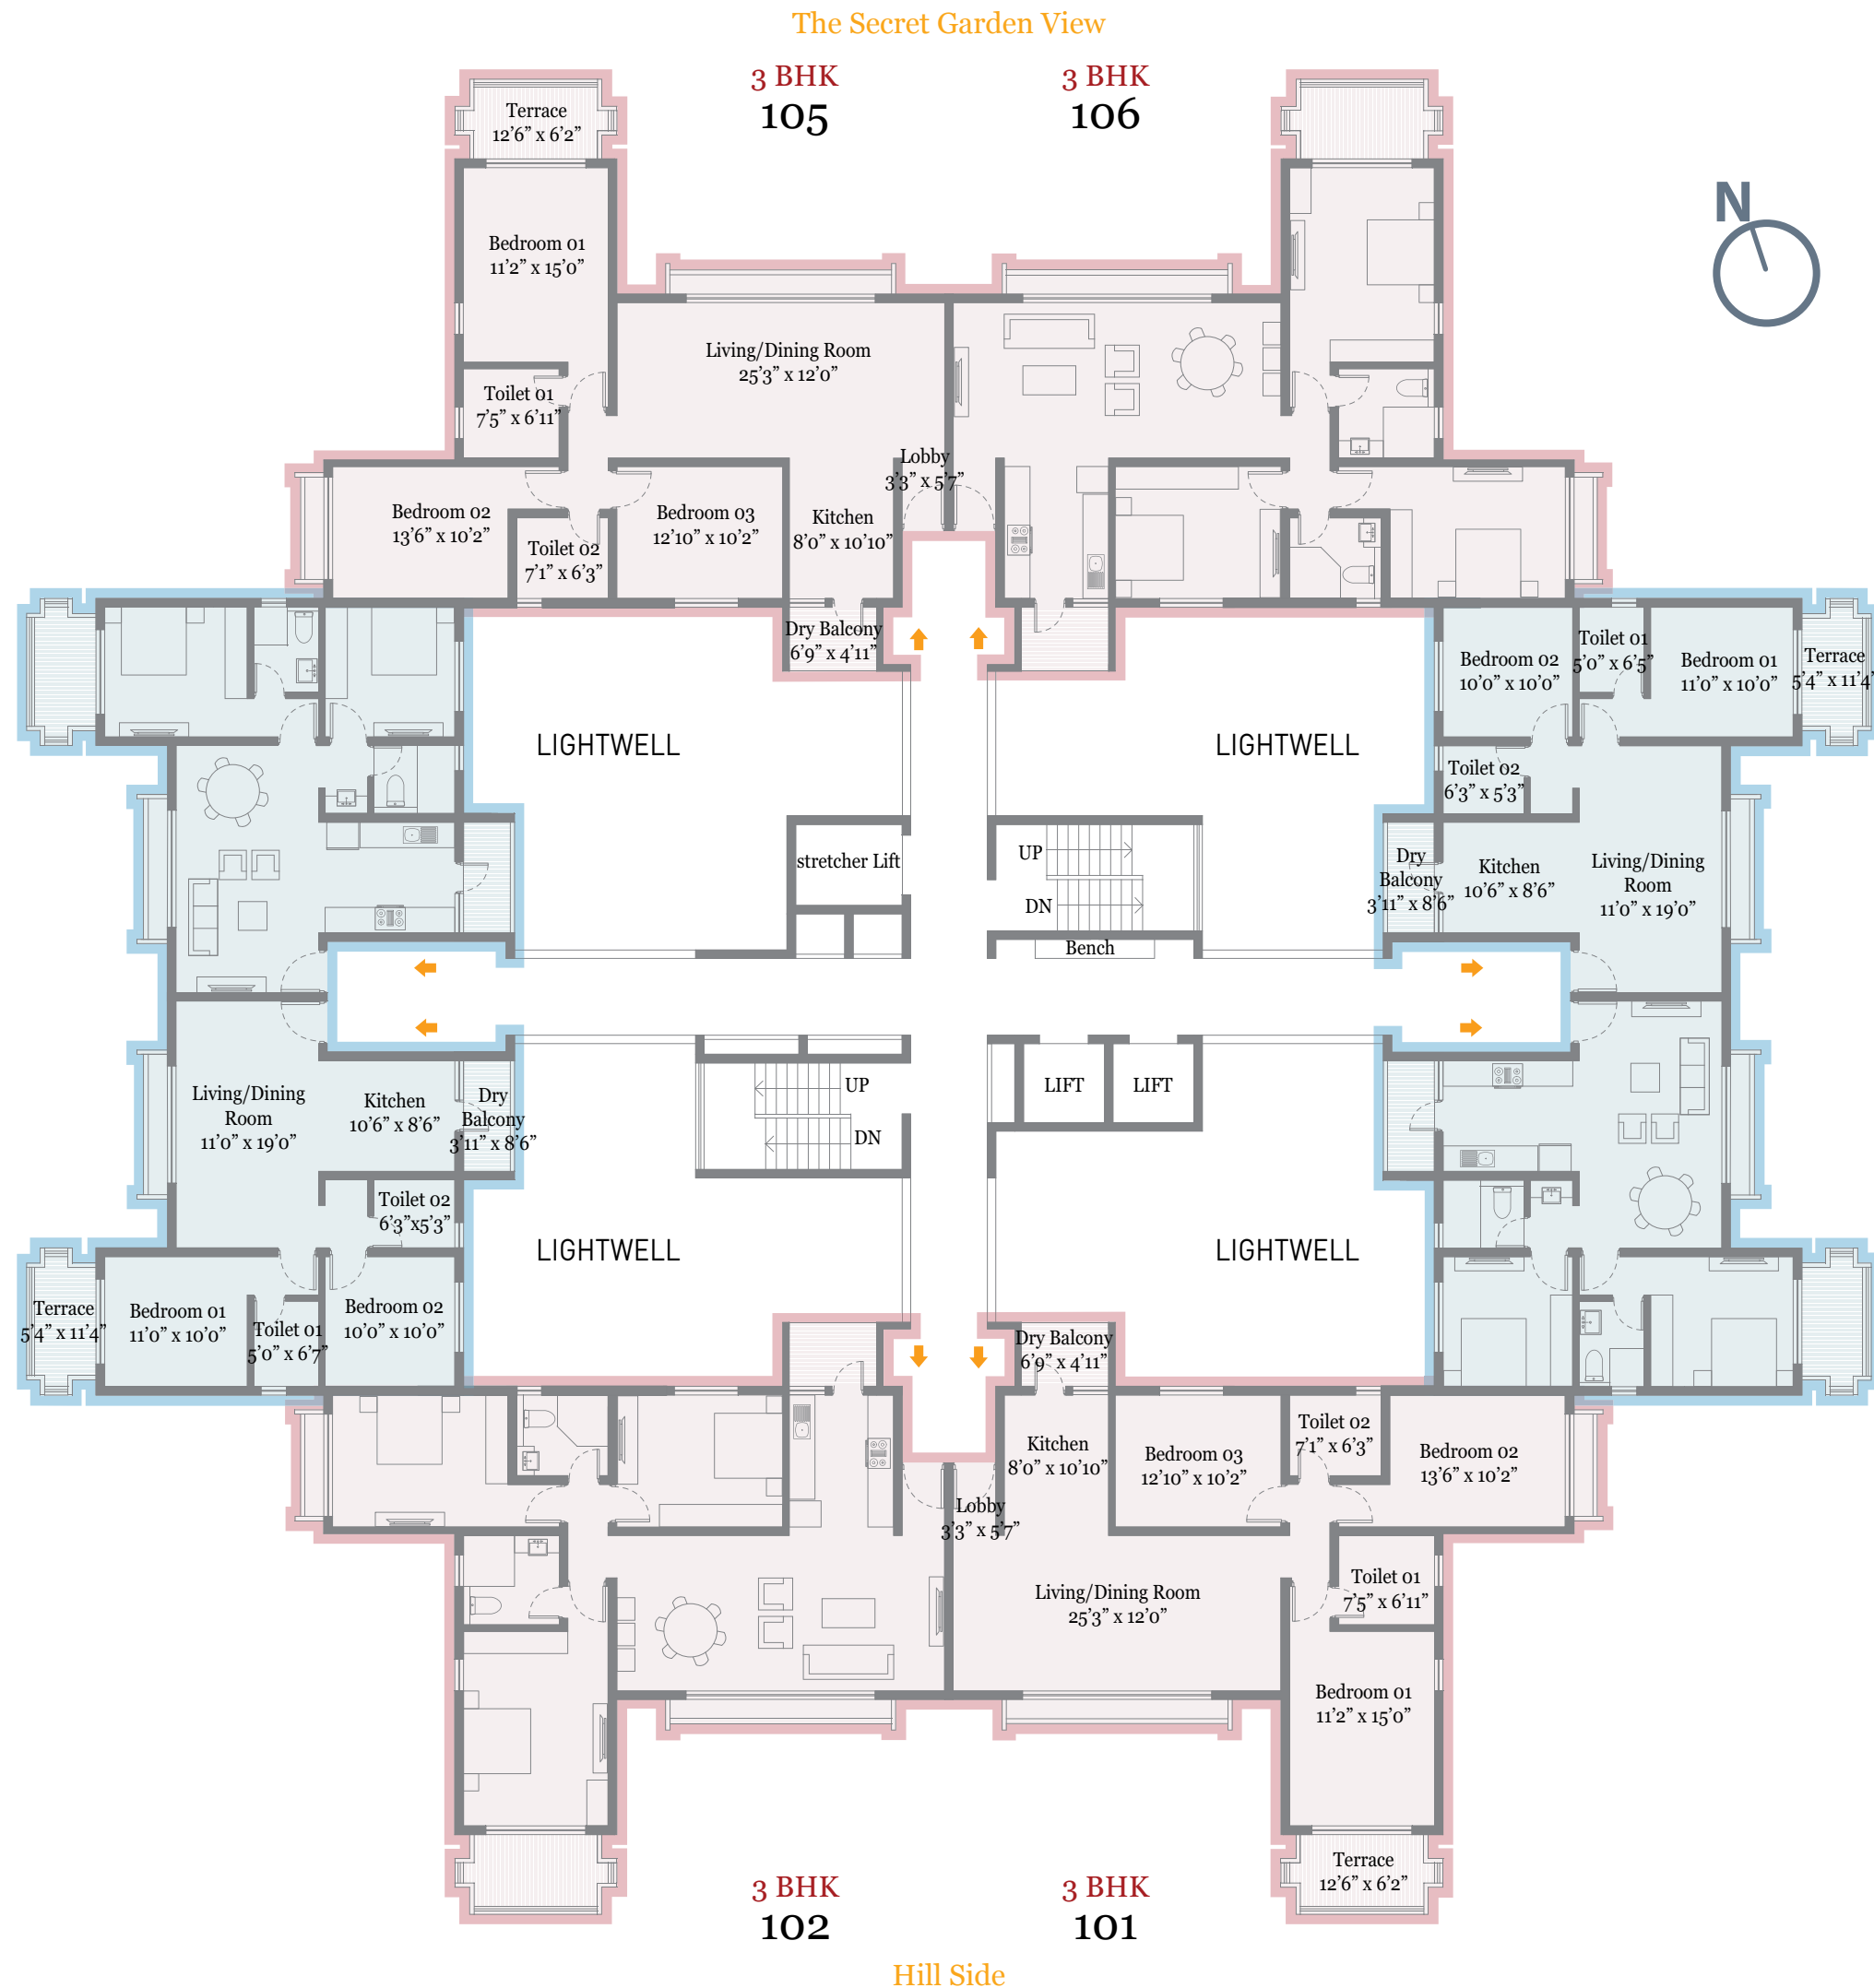 The Secret Garden View
3 BHK
105
3 BHK
106
N
Terrace
12’6” x 6’2”
Bedroom 01
11’2” x 15’0”
Living/Dining Room
25’3” x 12’0”
Toilet 01
7’5” x 6’11”
Lobby
3’3” x 5’7”
Bedroom 02
13’6” x 10’2”
Bedroom 03
12’10” x 10’2”
Kitchen
8’0” x 10’10”
Toilet 02
7’1” x 6’3”
Dry Balcony
6’9” x 4’11”
Bedroom 02
10’0” x 10’0”
Toilet 01
5’0” x 6’5”
Bedroom 01
11’0” x 10’0”
Terrace
5’4” x 11’4”
LIGHTWELL
LIGHTWELL
Toilet 02
6’3” x 5’3”
stretcher Lift
UP
DN
Dry
Balcony
3’11” x 8’6”
Kitchen
10’6” x 8’6”
Living/Dining
Room
11’0” x 19’0”
Bench
Living/Dining
Room
11’0” x 19’0”
Kitchen
10’6” x 8’6”
Dry
Balcony
3’11” x 8’6”
UP
DN
LIFT
LIFT
Toilet 02
6’3”x5’3”
LIGHTWELL
LIGHTWELL
Terrace
5’4” x 11’4”
Bedroom 01
11’0” x 10’0”
Toilet 01
5’0” x 6’7”
Bedroom 02
10’0” x 10’0”
Dry Balcony
6’9” x 4’11”
Kitchen
8’0” x 10’10”
Bedroom 03
12’10” x 10’2”
Toilet 02
7’1” x 6’3”
Bedroom 02
13’6” x 10’2”
Lobby
3’3” x 5’7”
Living/Dining Room
25’3” x 12’0”
Toilet 01
7’5” x 6’11”
Bedroom 01
11’2” x 15’0”
Terrace
12’6” x 6’2”
3 BHK
102
3 BHK
101
Hill Side